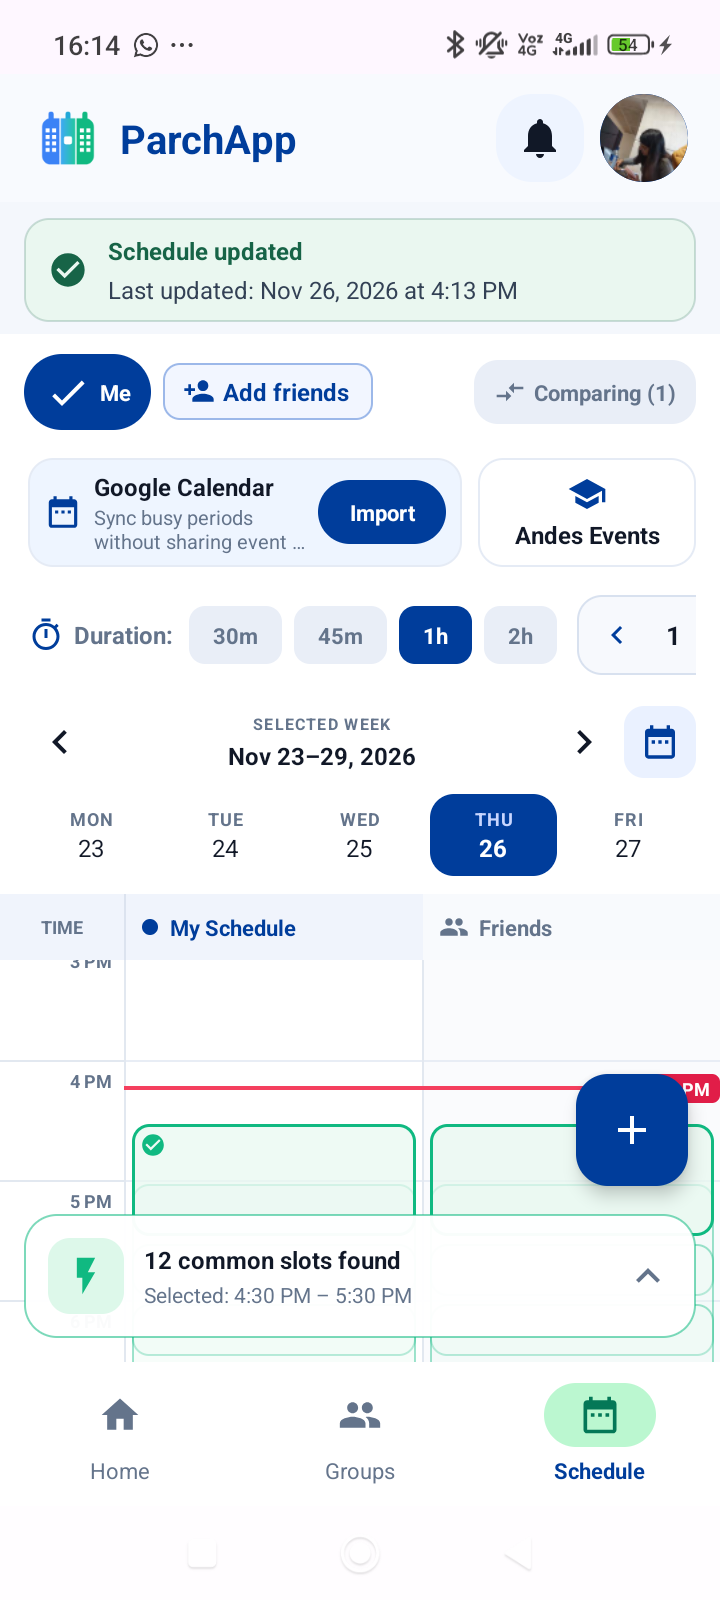 16:14
Voz 4G
4G
54
ParchApp
Schedule updated
Last updated: Nov 26, 2026 at 4:13 PM
Me
Add friends
Comparing (1)
Google Calendar
Sync busy periods
without sharing event ...
Import
Andes Events
Duration:
30m
45m
1h
2h
1
SELECTED WEEK
Nov 23–29, 2026
MON
23
TUE
24
WED
25
THU
26
FRI
27
TIME
My Schedule
Friends
3 PM
4 PM
PM
5 PM
12 common slots found
Selected: 4:30 PM – 5:30 PM
Home
Groups
Schedule